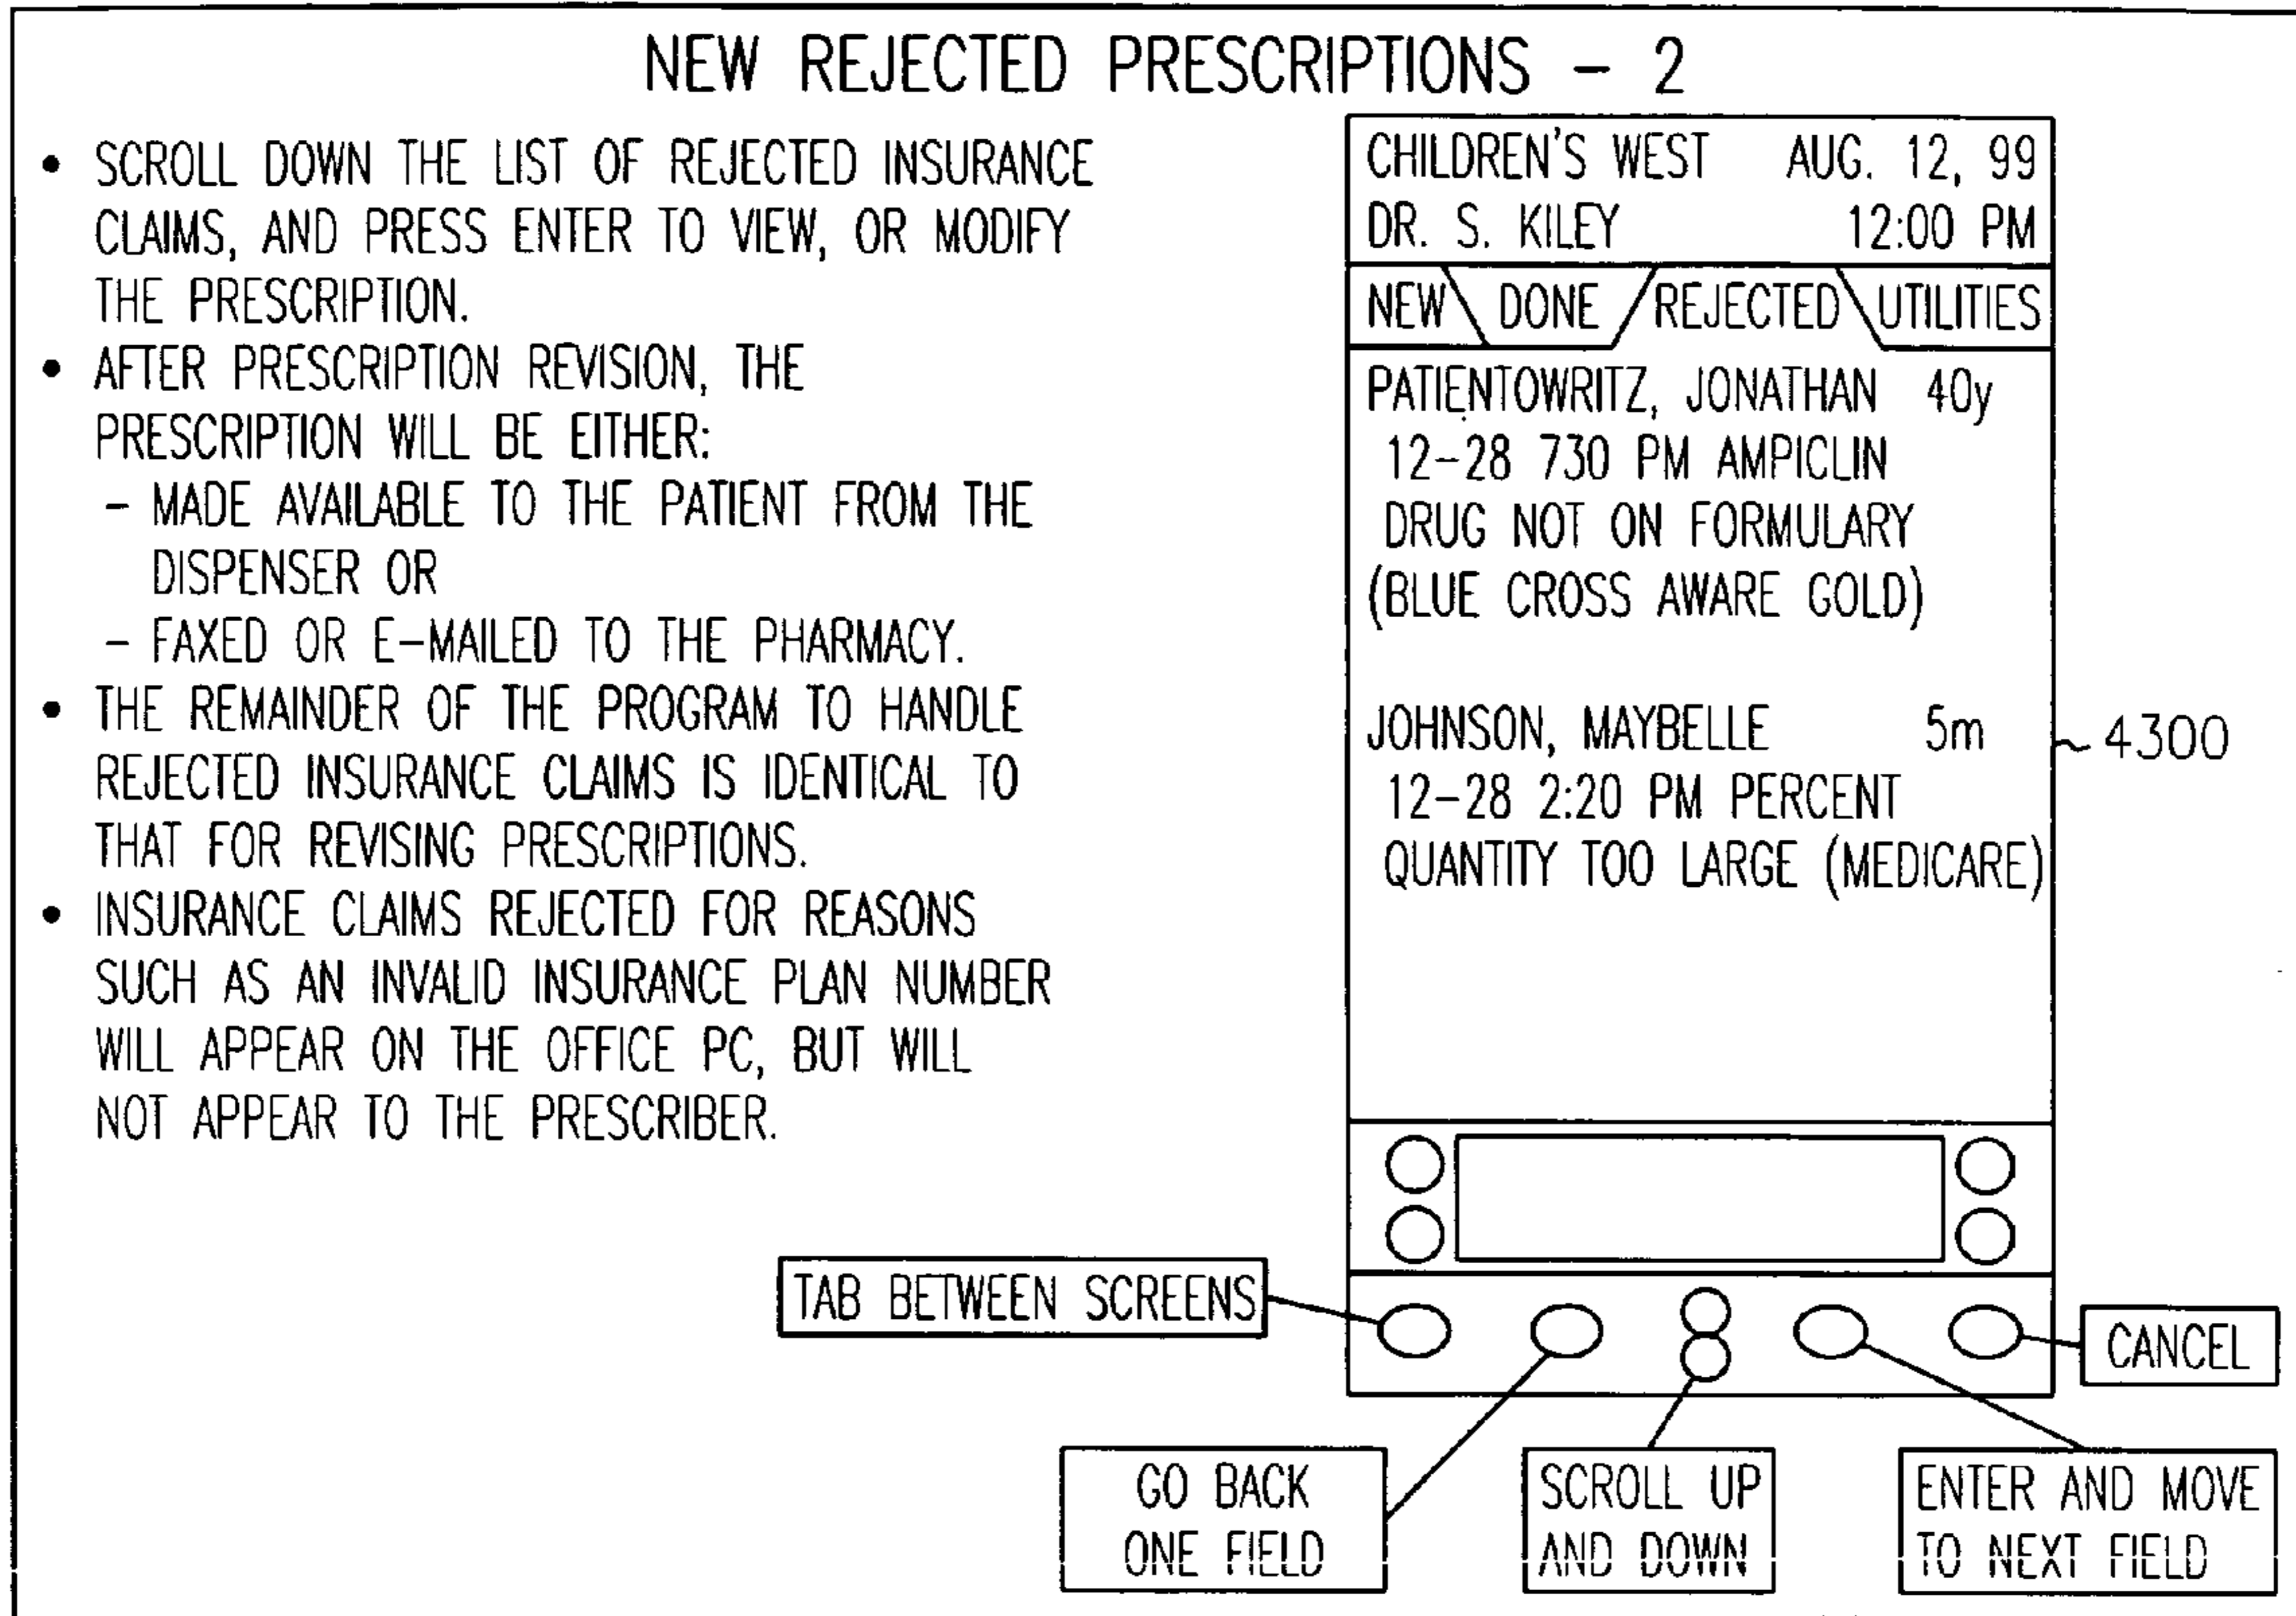 NEW REJECTED PRESCRIPTIONS – 2
• SCROLL DOWN THE LIST OF REJECTED INSURANCE
CLAIMS, AND PRESS ENTER TO VIEW, OR MODIFY
THE PRESCRIPTION.
• AFTER PRESCRIPTION REVISION, THE
PRESCRIPTION WILL BE EITHER:
– MADE AVAILABLE TO THE PATIENT FROM THE
DISPENSER OR
– FAXED OR E-MAILED TO THE PHARMACY.
• THE REMAINDER OF THE PROGRAM TO HANDLE
REJECTED INSURANCE CLAIMS IS IDENTICAL TO
THAT FOR REVISING PRESCRIPTIONS.
• INSURANCE CLAIMS REJECTED FOR REASONS
SUCH AS AN INVALID INSURANCE PLAN NUMBER
WILL APPEAR ON THE OFFICE PC, BUT WILL
NOT APPEAR TO THE PRESCRIBER.
CHILDREN'S WEST AUG. 12, 99
DR. S. KILEY 12:00 PM
NEW DONE REJECTED UTILITIES
PATIENTOWRITZ, JONATHAN 40y
12-28 730 PM AMPICLIN
DRUG NOT ON FORMULARY
(BLUE CROSS AWARE GOLD)
JOHNSON, MAYBELLE 5m
12-28 2:20 PM PERCENT
QUANTITY TOO LARGE (MEDICARE)
4300
TAB BETWEEN SCREENS
CANCEL
GO BACK
ONE FIELD
SCROLL UP
AND DOWN
ENTER AND MOVE
TO NEXT FIELD